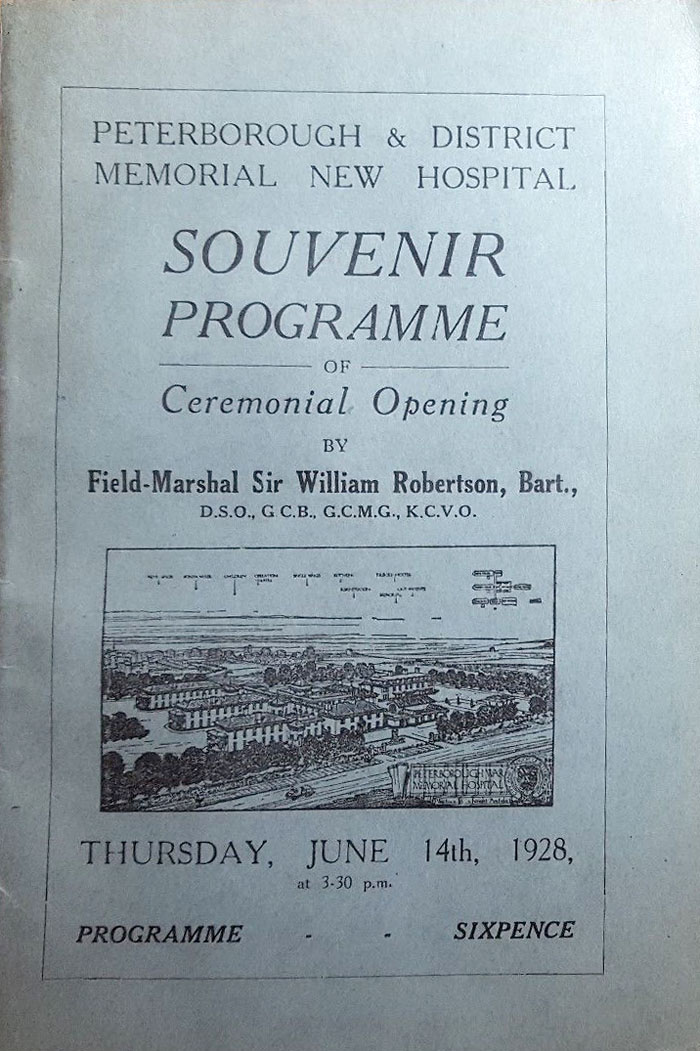 PETERBOROUGH & DISTRICT
MEMORIAL NEW HOSPITAL
SOUVENIR
PROGRAMME
OF
Ceremonial Opening
BY
Field-Marshal Sir William Robertson, Bart.,
D.S.O., G C.B., G.C.M.G., K.C.V.O.
CHILDREN
PETERBOROUGH WAR
MEMORIAL HOSPITAL
THURSDAY, JUNE 14th, 1928,
at 3-30 p.m.
PROGRAMME - - SIXPENCE